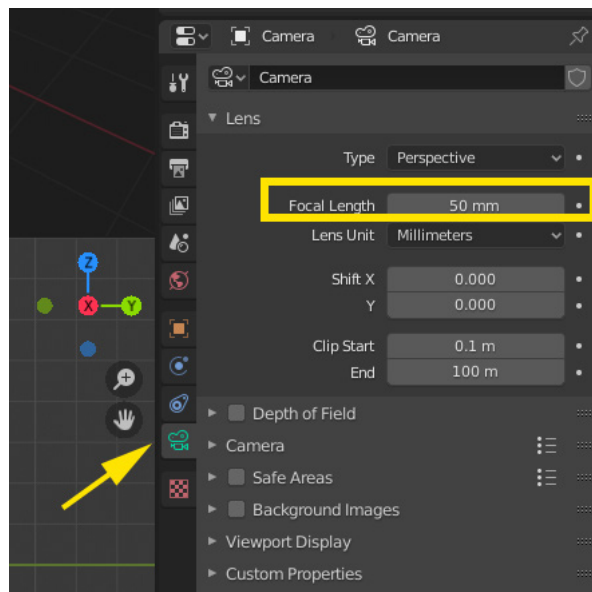 Camera Camera
Camera
Lens
Type Perspective
Focal Length 50 mm
Lens Unit Millimeters
Shift X 0.000
Y 0.000
Clip Start 0.1 m
End 100 m
Depth of Field
Camera
Safe Areas
Background Images
Viewport Display
Custom Properties
Z
X Y